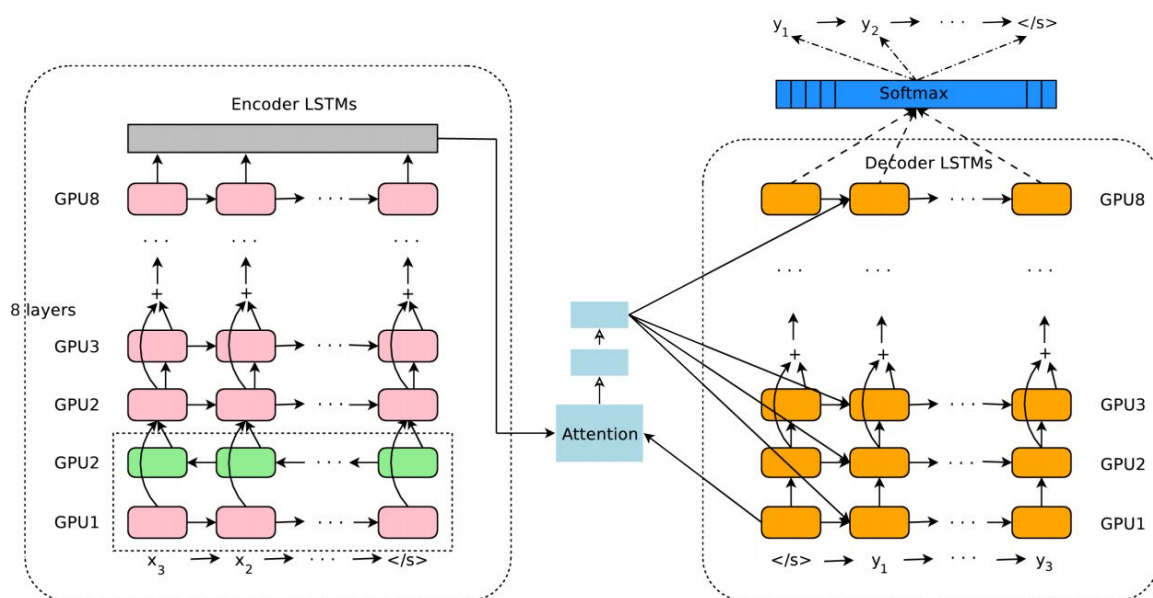 y1 y2 · · · </s>
Softmax
Encoder LSTMs
Decoder LSTMs
GPU8
· · ·
GPU8
· · ·
· · ·
· · ·
· · ·
· · ·
· · ·
· · ·
+ + +
8 layers
GPU3
· · ·
+ + +
GPU2
· · ·
GPU3
· · ·
Attention
GPU2
· · ·
GPU2
· · ·
GPU1
· · ·
GPU1
· · ·
x3 x2 · · · </s>
</s> y1 · · · y3